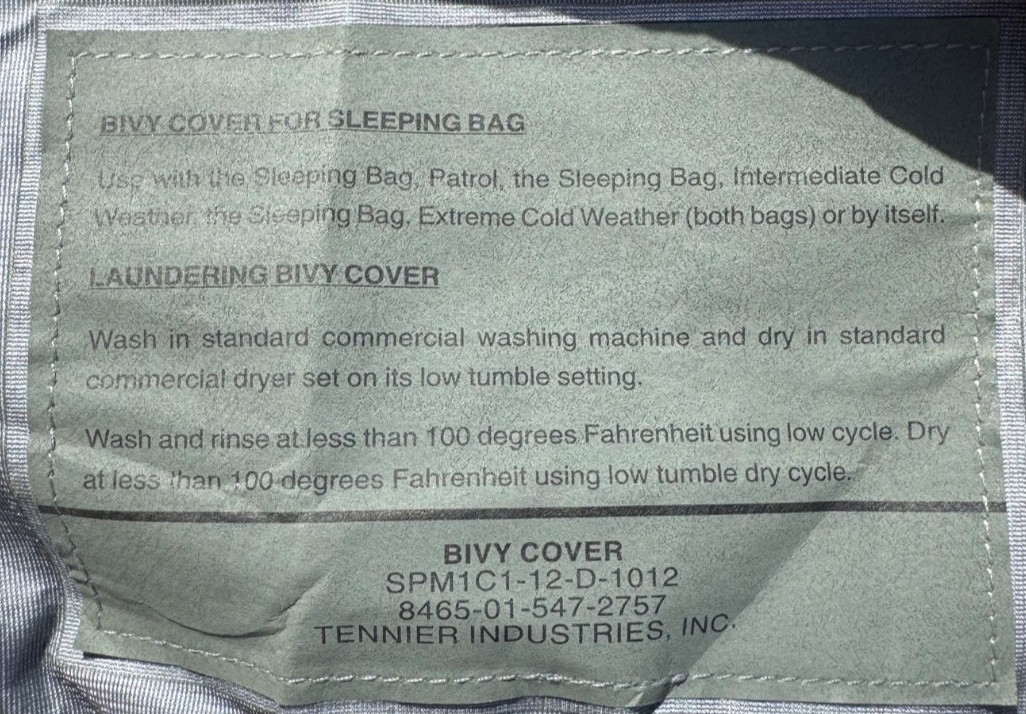 BIVY COVER FOR SLEEPING BAG
Use with the Sleeping Bag, Patrol, the Sleeping Bag, Intermediate Cold
Weather, the Sleeping Bag, Extreme Cold Weather (both bags) or by itself.
LAUNDERING BIVY COVER
Wash in standard commercial washing machine and dry in standard
commercial dryer set on its low tumble setting.
Wash and rinse at less than 100 degrees Fahrenheit using low cycle. Dry
at less than 100 degrees Fahrenheit using low tumble dry cycle.
BIVY COVER
SPM1C1-12-D-1012
8465-01-547-2757
TENNIER INDUSTRIES, INC.